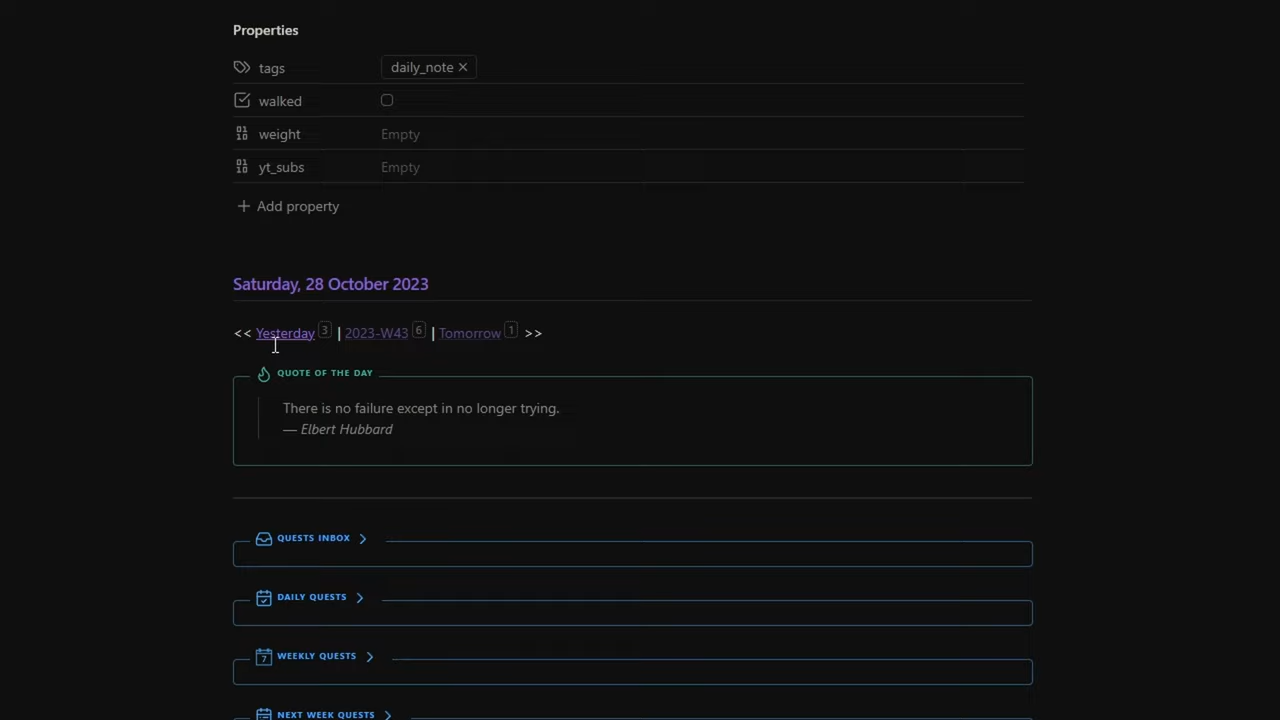 Properties
tags daily_note ×
walked
weight Empty
yt_subs Empty
+ Add property
Saturday, 28 October 2023
<< Yesterday 3 | 2023-W43 6 | Tomorrow 1 >>
QUOTE OF THE DAY
There is no failure except in no longer trying.
— Elbert Hubbard
QUESTS INBOX
DAILY QUESTS
7 WEEKLY QUESTS
NEXT WEEK QUESTS